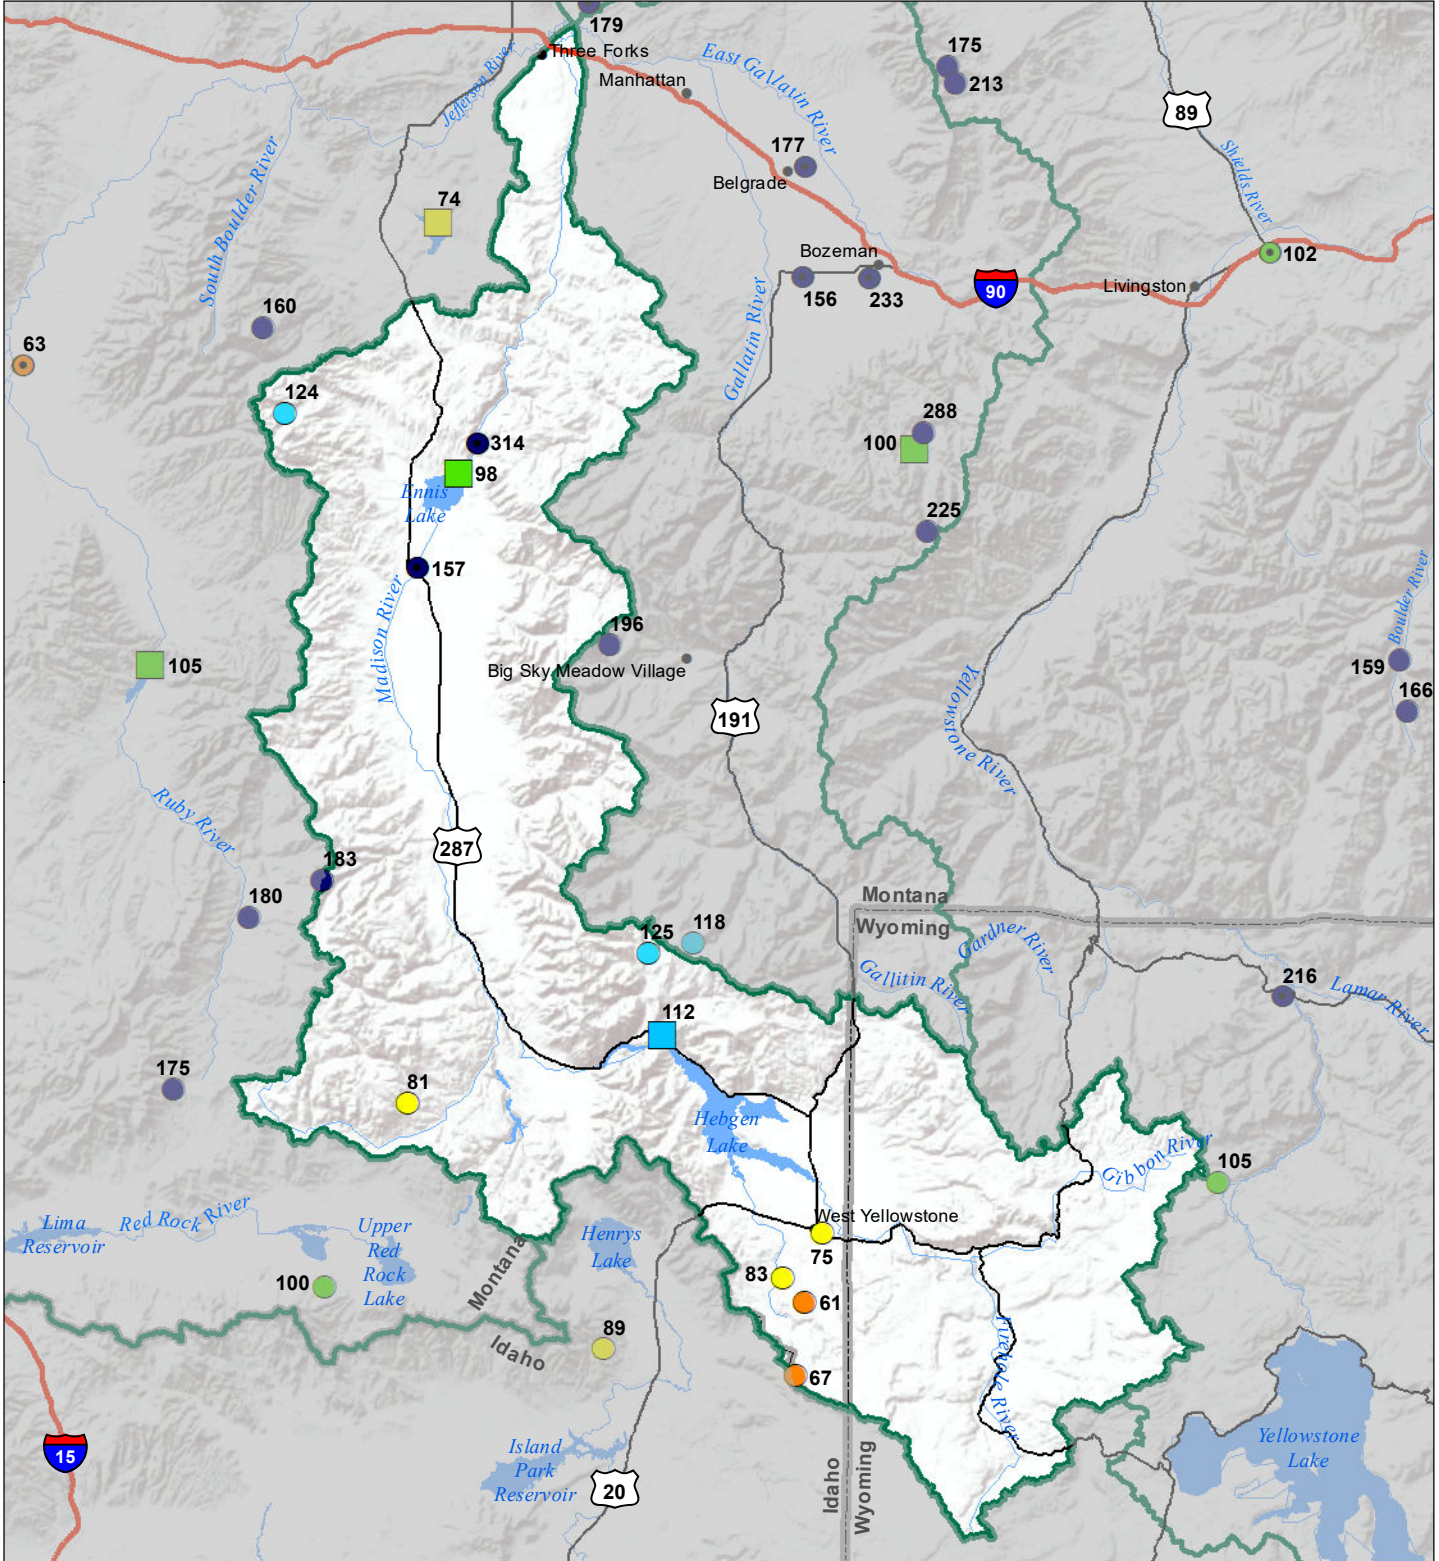 179
Three Forks
Jefferson River
Manhattan
East Gallatin River
175
213
89
Shields River
177
Belgrade
South Boulder River
74
Bozeman
156
233
90
Livingston
102
Gallatin River
160
63
124
314
98
Ennis
Lake
288
100
225
157
Madison River
196
Big Sky Meadow Village
105
191
Yellowstone River
Boulder River
159
166
Ruby River
287
183
180
Montana
Wyoming
125
118
Gallitin River
Gardner River
216
Lamar River
112
175
81
Hebgen
Lake
Gibbon River
105
Lima
Reservoir
Red Rock River
Upper
Red
Rock
Lake
Henrys
Lake
West Yellowstone
75
83
61
100
Montana
Idaho
89
67
Firehole River
15
Island
Park
Reservoir
20
Idaho
Wyoming
Yellowstone
Lake